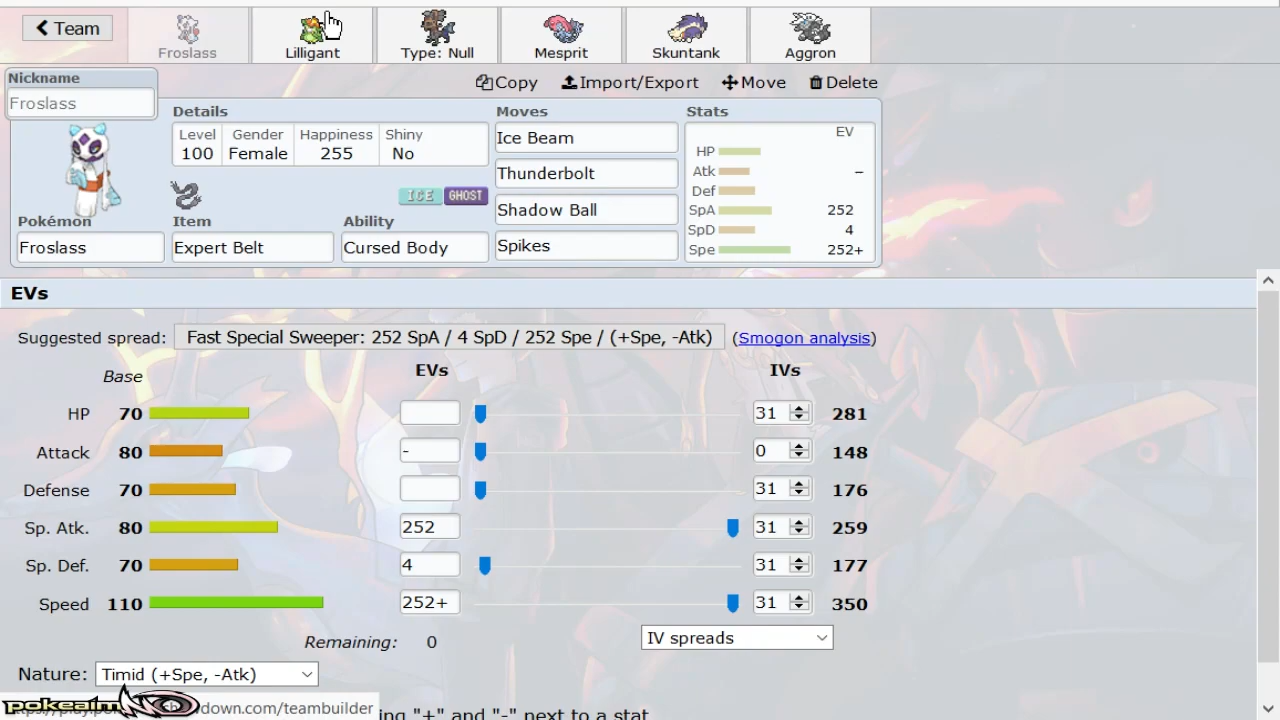 Team
Froslass
Lilligant
Type: Null
Mesprit
Skuntank
Aggron
Copy Import/Export Move Delete
Nickname
Froslass
Details
Level Gender Happiness Shiny
100 Female 255 No
ICE GHOST
Pokémon Item Ability
Froslass Expert Belt Cursed Body
Moves
Ice Beam
Thunderbolt
Shadow Ball
Spikes
Stats
EV
HP
Atk –
Def
SpA 252
SpD 4
Spe 252+
EVs
Suggested spread: Fast Special Sweeper: 252 SpA / 4 SpD / 252 Spe / (+Spe, -Atk) (Smogon analysis)
Base EVs IVs
HP 70 31 281
Attack 80 - 0 148
Defense 70 31 176
Sp. Atk. 80 252 31 259
Sp. Def. 70 4 31 177
Speed 110 252+ 31 350
Remaining: 0 IV spreads
Nature: Timid (+Spe, -Atk)
pokeaim
down.com/teambuilder
"+" and "-" next to a stat